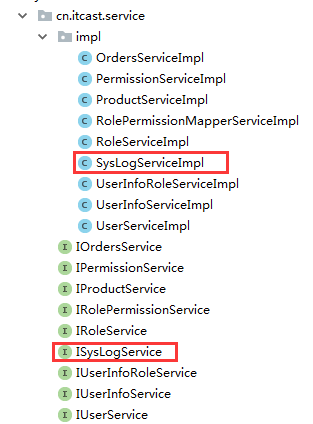 cn.itcast.service
impl
OrdersServiceImpl
PermissionServiceImpl
ProductServiceImpl
RolePermissionMapperServiceImpl
RoleServiceImpl
SysLogServiceImpl
UserInfoRoleServiceImpl
UserInfoServiceImpl
UserServiceImpl
IOrdersService
IPermissionService
IProductService
IRolePermissionService
IRoleService
ISysLogService
IUserInfoRoleService
IUserInfoService
IUserService